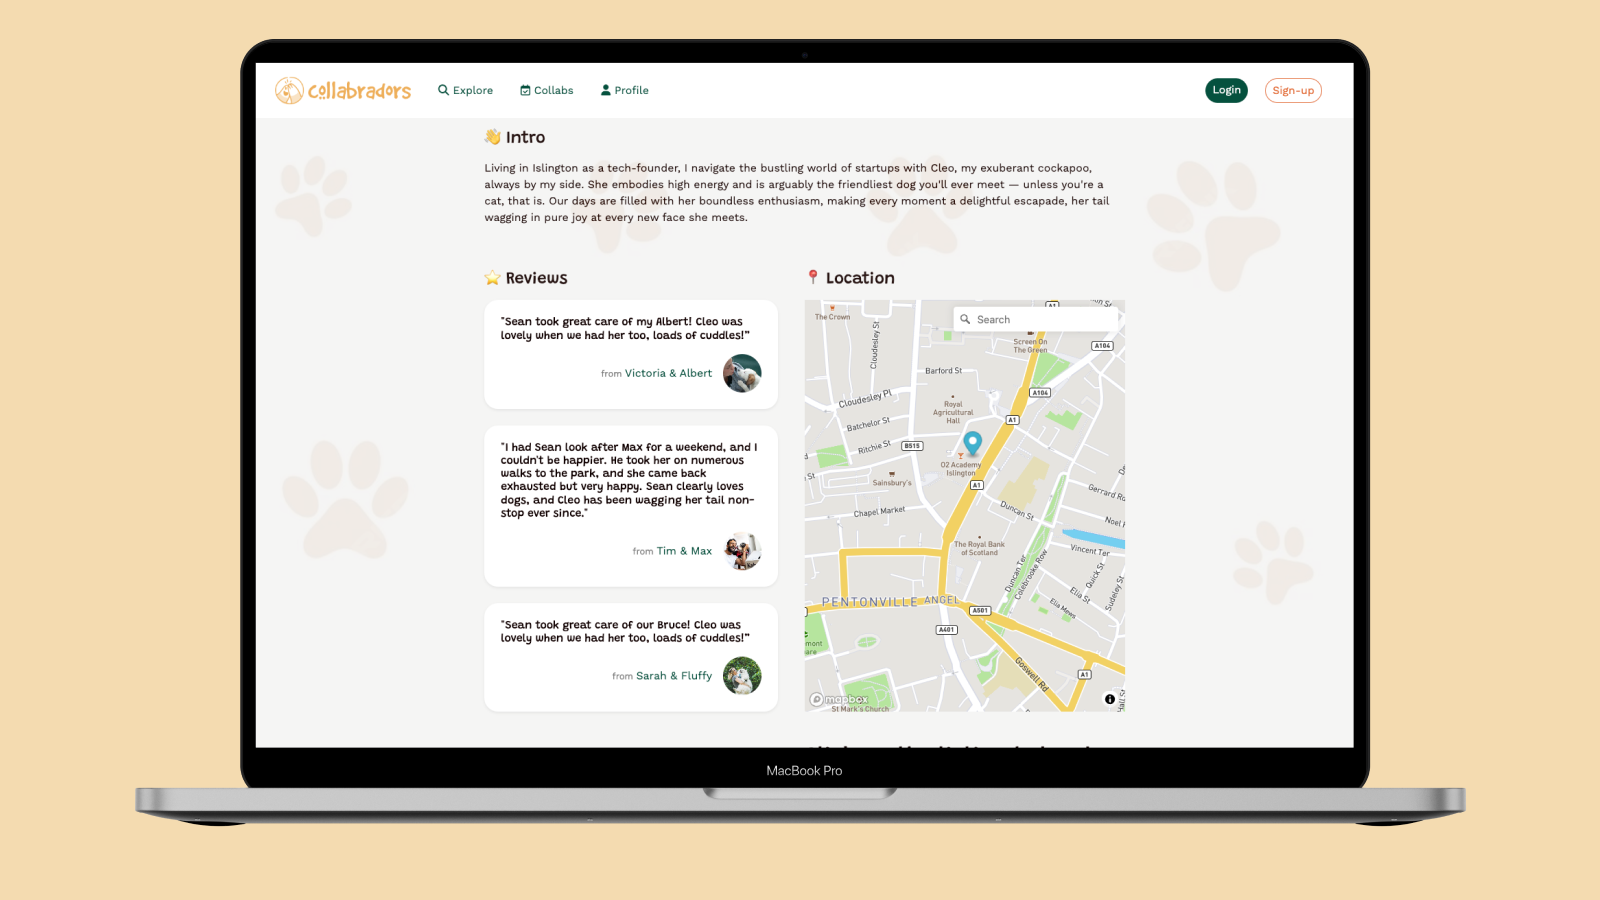 collabradors
Explore
Collabs
Profile
Login
Sign-up
👋 Intro
Living in Islington as a tech-founder, I navigate the bustling world of startups with Cleo, my exuberant cockapoo,
always by my side. She embodies high energy and is arguably the friendliest dog you'll ever meet — unless you're a
cat, that is. Our days are filled with her boundless enthusiasm, making every moment a delightful escapade, her tail
wagging in pure joy at every new face she meets.
⭐ Reviews
"Sean took great care of my Albert! Cleo was
lovely when we had her too, loads of cuddles!"
from Victoria & Albert
"I had Sean look after Max for a weekend, and I
couldn't be happier. He took her on numerous
walks to the park, and she came back
exhausted but very happy. Sean clearly loves
dogs, and Cleo has been wagging her tail non-
stop ever since."
from Tim & Max
"Sean took great care of our Bruce! Cleo was
lovely when we had her too, loads of cuddles!"
from Sarah & Fluffy
📍 Location
Search
The Crown
A1
Cloudesley St
Screen On
The Green
A104
Barford St
A104
Cloudesley Pl
Royal
Agricultural
Hall
A1
Batchelor St
Ritchie St
B515
O2 Academy
Islington
Sainsbury's
A1
Gerrard Ro
Chapel Market
Duncan St
Noel R
The Royal Bank
of Scotland
Vincent Ter
Duncan Ter
Colebrooke Row
Quick St
Elia St
Sudeley St
Elia Mews
PENTONVILLE
ANGEL
A501
A401
Goswell Rd
A1
mont
are
Hall St
mapbox
St Mark's Church
MacBook Pro